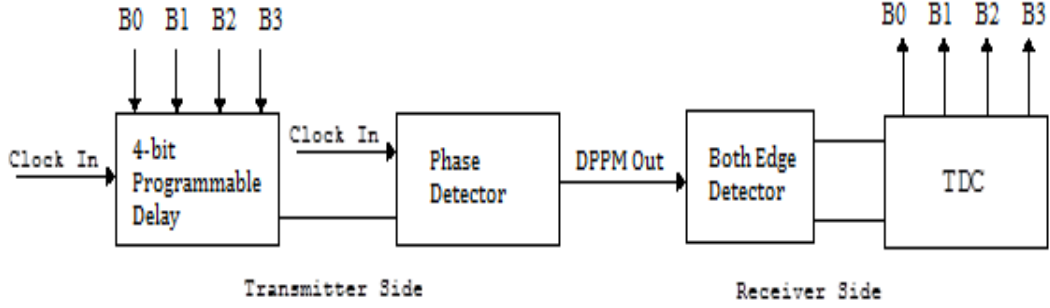 B0 B1 B2 B3
B0 B1 B2 B3
Clock In
4-bit
Programmable
Delay
Clock In
Phase
Detector
DPPM Out
Both Edge
Detector
TDC
Transmitter Side
Receiver Side